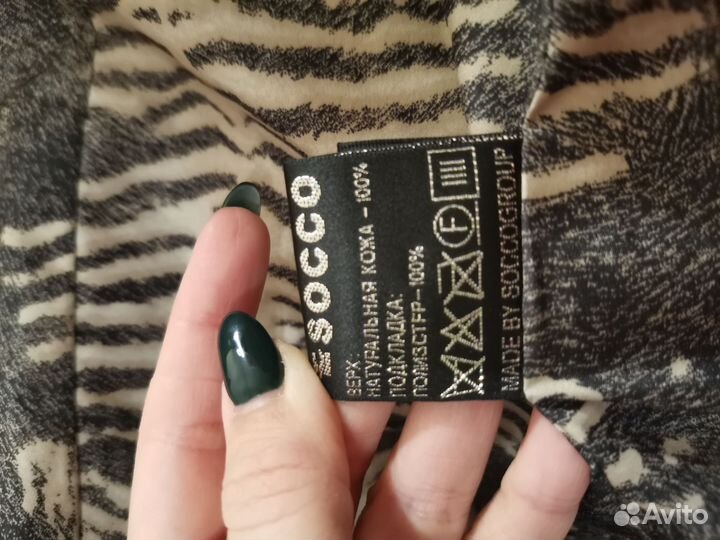 SOCCO
ВЕРХ:
НАТУРАЛЬНАЯ КОЖА – 100%
ПОДКЛАДКА:
ПОЛИЭСТЕР–100%
F
MADE BY SOCCOGROUP
Avito